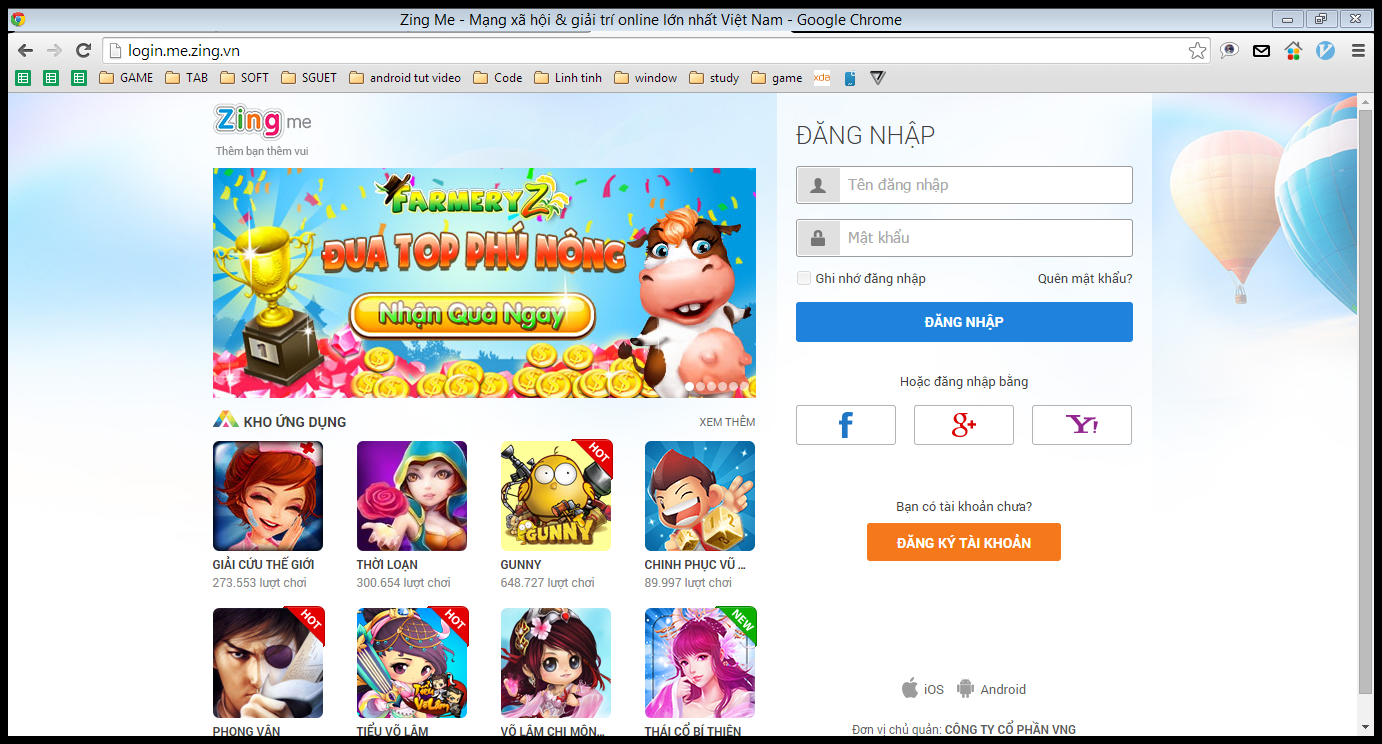 Zing Me - Mạng xã hội & giải trí online lớn nhất Việt Nam - Google Chrome
login.me.zing.vn
GAME TAB SOFT SGUET android tut video Code Linh tinh window study game xda
Zing me
Thêm bạn thêm vui
FARMERY Z
ĐUA TOP PHÚ NÔNG
Nhận Quà Ngay
1
KHO ỨNG DỤNG XEM THÊM
HOT
GUNNY
GIẢI CỨU THẾ GIỚI THỜI LOẠN GUNNY CHINH PHỤC VŨ ...
273.553 lượt chơi 300.654 lượt chơi 648.727 lượt chơi 89.997 lượt chơi
HOT HOT NEW
Tiểu Võ Lâm
PHONG VÂN TIỂU VÕ LÂM VÕ LÂM CHI MÔN... THÁI CỔ BÍ THIÊN
ĐĂNG NHẬP
Tên đăng nhập
Mật khẩu
Ghi nhớ đăng nhập Quên mật khẩu?
ĐĂNG NHẬP
Hoặc đăng nhập bằng
f g+ Y!
Bạn có tài khoản chưa?
ĐĂNG KÝ TÀI KHOẢN
iOS Android
Đơn vị chủ quản: CÔNG TY CỔ PHẦN VNG